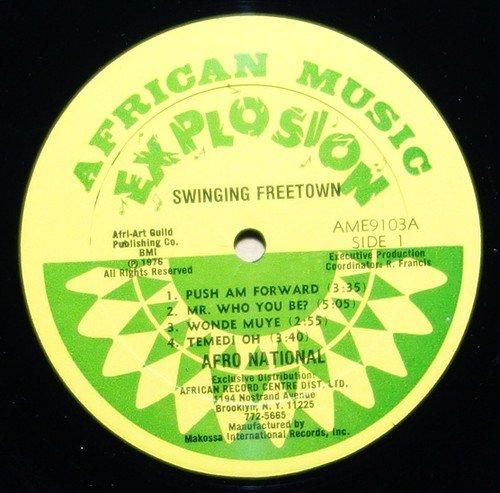 AFRICAN MUSIC
EXPLOSION
SWINGING FREETOWN
Afri-Art Guild
Publishing Co.
BMI
℗ 1976
All Rights Reserved
AME9103A
SIDE 1
Executive Production
Coordinator: R. Francis
1. PUSH AM FORWARD (3:35)
2. MR. WHO YOU BE? (5:05)
3. WONDE MUYE (2:55)
4. TEMEDI OH (3:40)
AFRO NATIONAL
Exclusive Distribution:
AFRICAN RECORD CENTRE DIST. LTD.
1194 Nostrand Avenue
Brooklyn, N. Y. 11225
772-5665
Manufactured by
Makossa International Records, Inc.